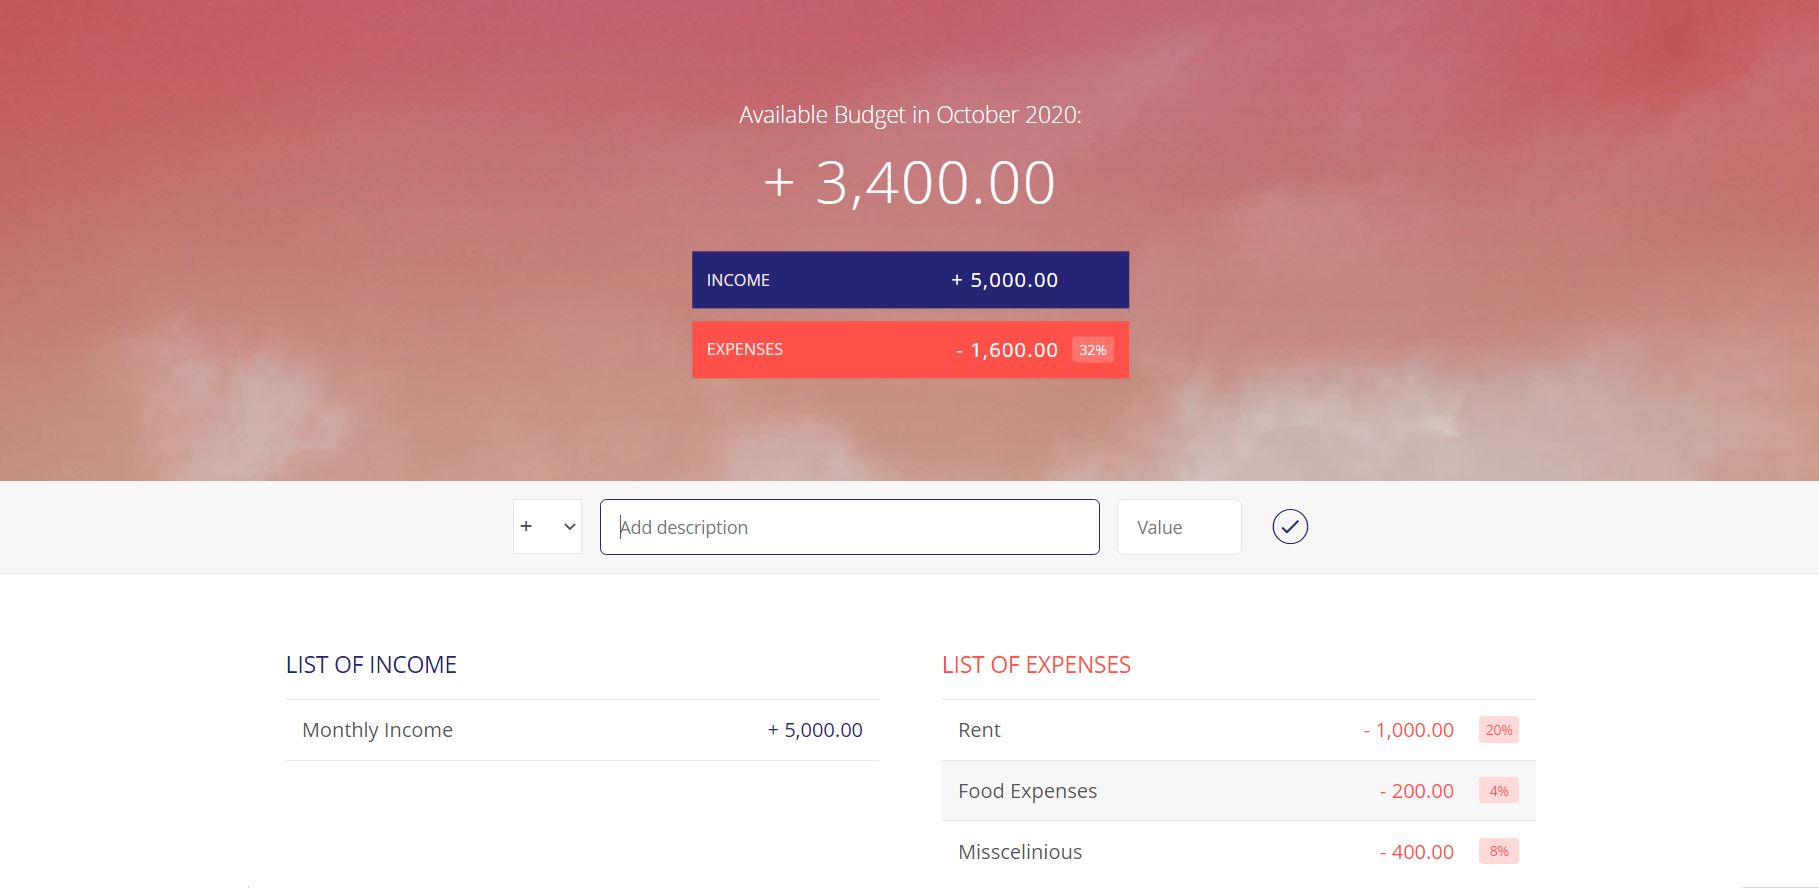 Available Budget in October 2020:
+ 3,400.00
INCOME + 5,000.00
EXPENSES - 1,600.00 32%
+ Add description Value
LIST OF INCOME
Monthly Income + 5,000.00
LIST OF EXPENSES
Rent - 1,000.00 20%
Food Expenses - 200.00 4%
Misscelinious - 400.00 8%